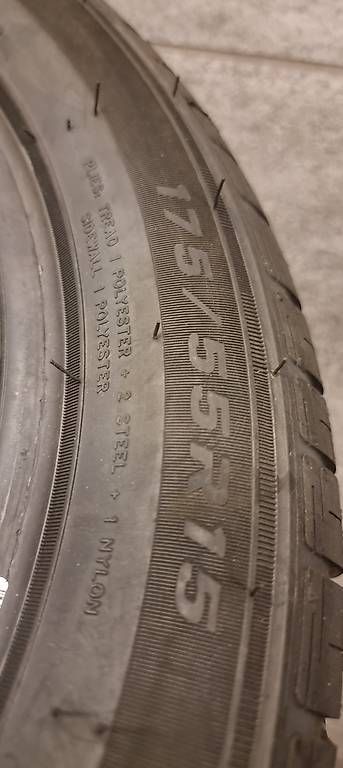 175/55R15
PLIES: TREAD 1 POLYESTER + 2 STEEL + 1 NYLON
SIDEWALL 1 POLYESTER